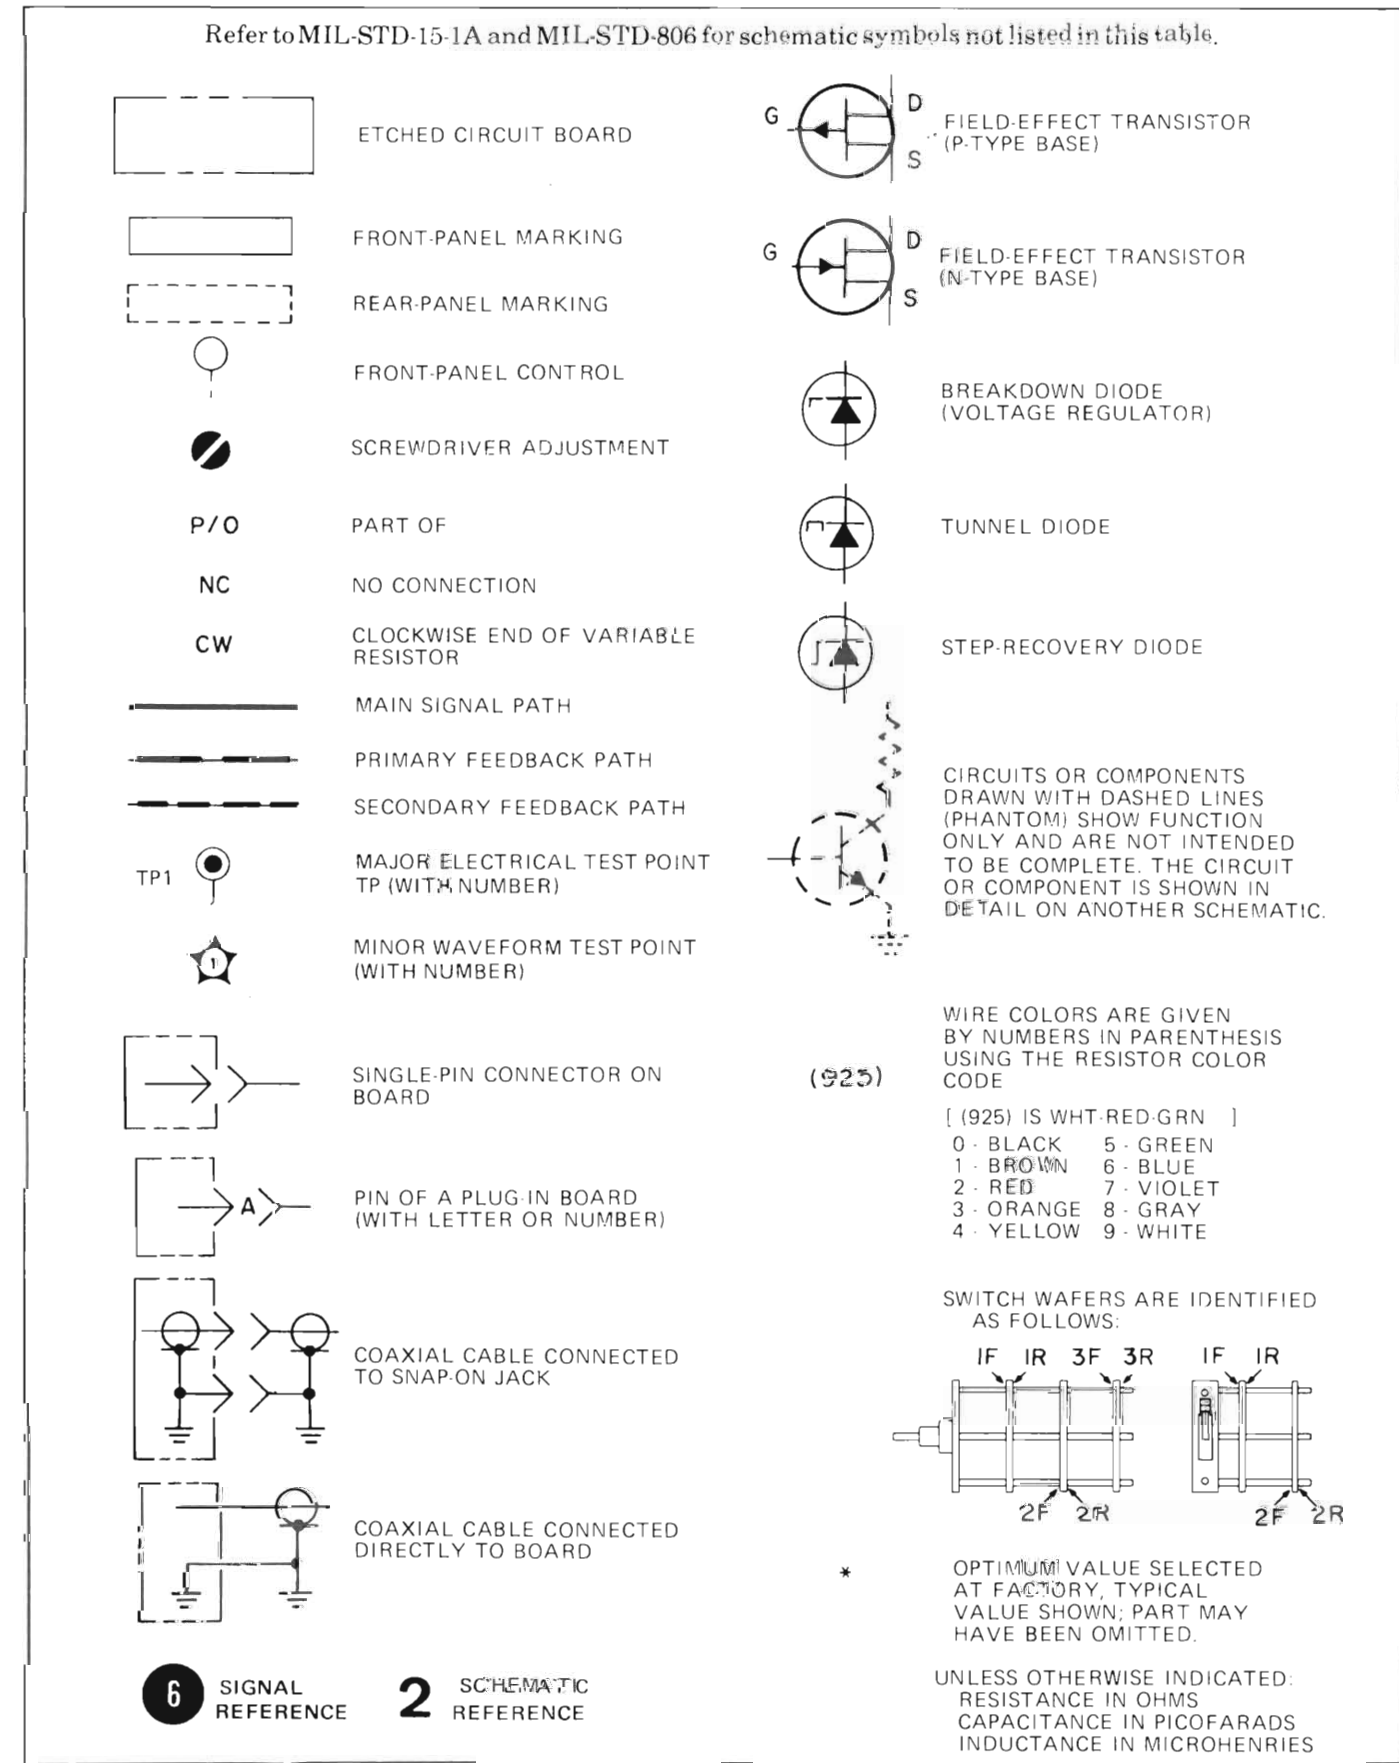 Refer to MIL-STD-15-1A and MIL-STD-806 for schematic symbols not listed in this table.
ETCHED CIRCUIT BOARD
FRONT-PANEL MARKING
REAR-PANEL MARKING
FRONT-PANEL CONTROL
SCREWDRIVER ADJUSTMENT
P/O PART OF
NC NO CONNECTION
CW CLOCKWISE END OF VARIABLE
RESISTOR
MAIN SIGNAL PATH
PRIMARY FEEDBACK PATH
SECONDARY FEEDBACK PATH
TP1 MAJOR ELECTRICAL TEST POINT
TP (WITH NUMBER)
1 MINOR WAVEFORM TEST POINT
(WITH NUMBER)
SINGLE-PIN CONNECTOR ON
BOARD
A PIN OF A PLUG-IN BOARD
(WITH LETTER OR NUMBER)
COAXIAL CABLE CONNECTED
TO SNAP-ON JACK
COAXIAL CABLE CONNECTED
DIRECTLY TO BOARD
6 SIGNAL
REFERENCE
2 SCHEMATIC
REFERENCE
G D S FIELD-EFFECT TRANSISTOR
(P-TYPE BASE)
G D S FIELD-EFFECT TRANSISTOR
(N-TYPE BASE)
BREAKDOWN DIODE
(VOLTAGE REGULATOR)
TUNNEL DIODE
STEP-RECOVERY DIODE
CIRCUITS OR COMPONENTS
DRAWN WITH DASHED LINES
(PHANTOM) SHOW FUNCTION
ONLY AND ARE NOT INTENDED
TO BE COMPLETE. THE CIRCUIT
OR COMPONENT IS SHOWN IN
DETAIL ON ANOTHER SCHEMATIC.
WIRE COLORS ARE GIVEN
BY NUMBERS IN PARENTHESIS
USING THE RESISTOR COLOR
(925) CODE
[ (925) IS WHT-RED-GRN ]
0 - BLACK 5 - GREEN
1 - BROWN 6 - BLUE
2 - RED 7 - VIOLET
3 - ORANGE 8 - GRAY
4 - YELLOW 9 - WHITE
SWITCH WAFERS ARE IDENTIFIED
AS FOLLOWS:
1F 1R 3F 3R 1F 1R
2F 2R 2F 2R
* OPTIMUM VALUE SELECTED
AT FACTORY, TYPICAL
VALUE SHOWN; PART MAY
HAVE BEEN OMITTED.
UNLESS OTHERWISE INDICATED:
RESISTANCE IN OHMS
CAPACITANCE IN PICOFARADS
INDUCTANCE IN MICROHENRIES